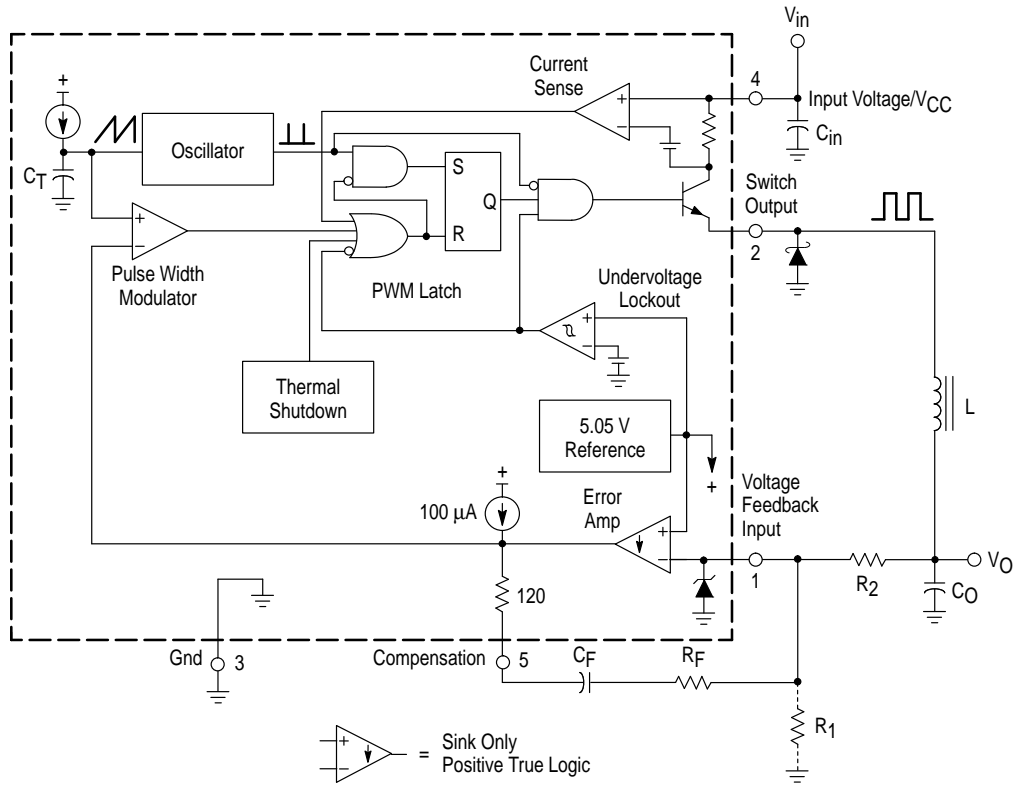 Vin
+
Current
Sense
4
Input Voltage/VCC
+
−
Cin
Oscillator
CT
S
Q
R
Switch
Output
2
+
−
Pulse Width
Modulator
PWM Latch
Undervoltage
Lockout
+
−
Thermal
Shutdown
L
5.05 V
Reference
+
+
100 µA
Error
Amp
Voltage
Feedback
Input
+
−
1
R2
VO
CO
120
Gnd
3
Compensation
5
CF
RF
R1
+
−
=
Sink Only
Positive True Logic